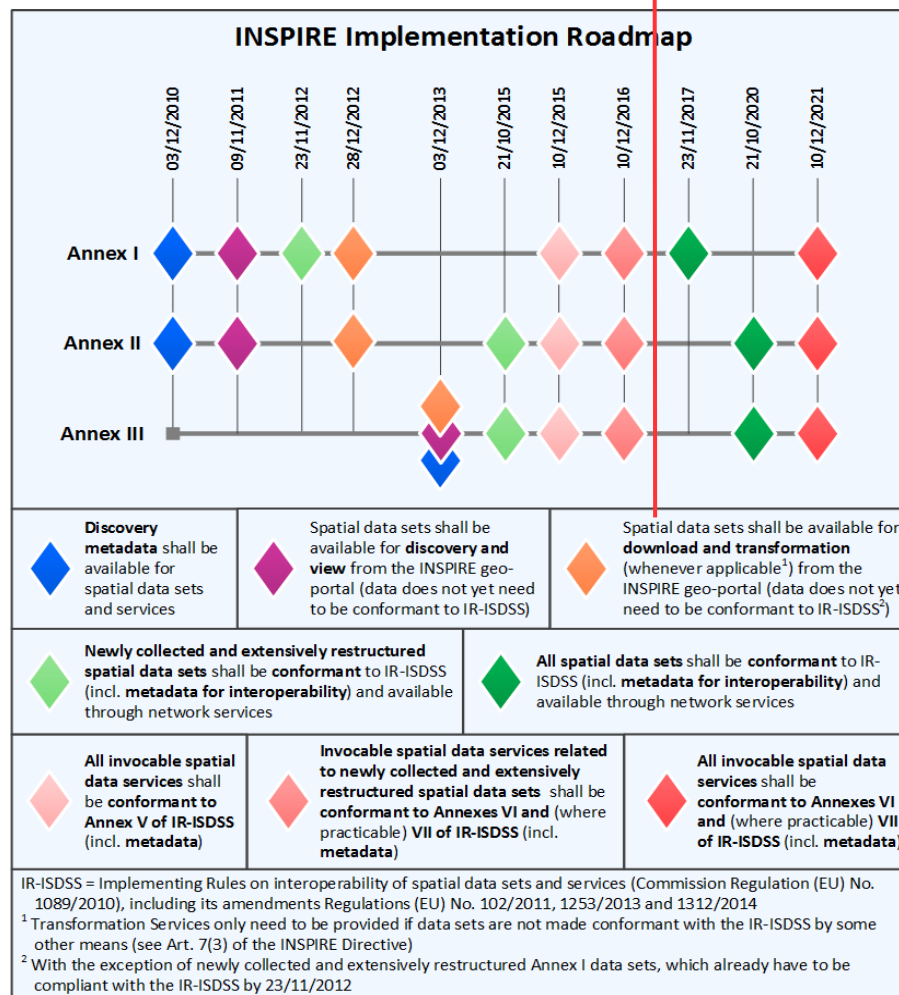 INSPIRE Implementation Roadmap
03/12/2010
09/11/2011
23/11/2012
28/12/2012
03/12/2013
21/10/2015
10/12/2015
10/12/2016
23/11/2017
21/10/2020
10/12/2021
Annex I
Annex II
Annex III
Discovery
metadata shall be
available for
spatial data sets
and services
Spatial data sets shall be
available for discovery and
view from the INSPIRE geo-
portal (data does not yet need
to be conformant to IR-ISDSS)
Spatial data sets shall be available for
download and transformation
(whenever applicable¹) from the
INSPIRE geo-portal (data does not yet
need to be conformant to IR-ISDSS²)
Newly collected and extensively restructured
spatial data sets shall be conformant to IR-ISDSS
(incl. metadata for interoperability) and available
through network services
All spatial data sets shall be conformant to IR-
ISDSS (incl. metadata for interoperability) and
available through network services
All invocable spatial
data services shall
be conformant to
Annex V of IR-ISDSS
(incl. metadata)
Invocable spatial data services related
to newly collected and extensively
restructured spatial data sets shall be
conformant to Annexes VI and (where
practicable) VII of IR-ISDSS (incl.
metadata)
All invocable spatial data
services shall be
conformant to Annexes VI
and (where practicable) VII
of IR-ISDSS (incl. metadata)
IR-ISDSS = Implementing Rules on interoperability of spatial data sets and services (Commission Regulation (EU) No.
1089/2010), including its amendments Regulations (EU) No. 102/2011, 1253/2013 and 1312/2014
¹ Transformation Services only need to be provided if data sets are not made conformant with the IR-ISDSS by some
other means (see Art. 7(3) of the INSPIRE Directive)
² With the exception of newly collected and extensively restructured Annex I data sets, which already have to be
compliant with the IR-ISDSS by 23/11/2012